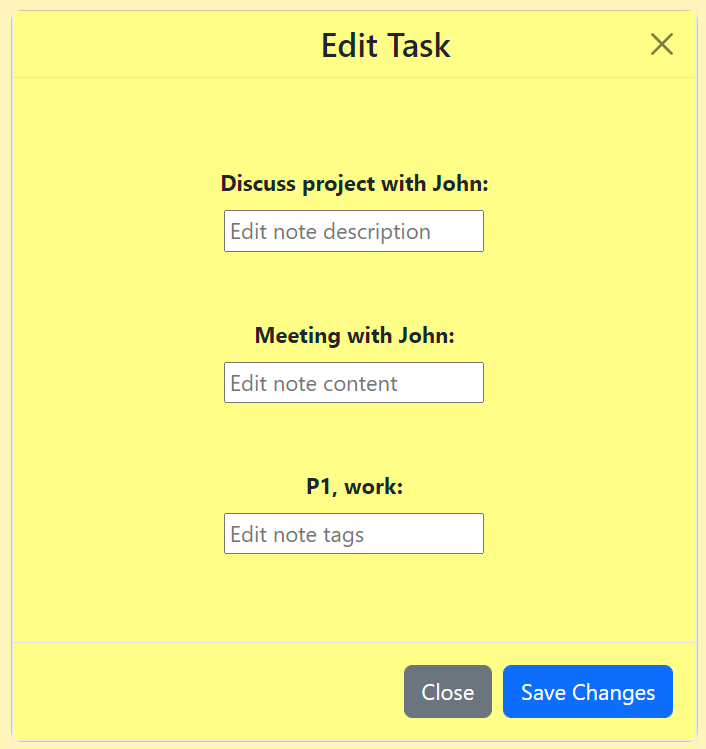 Edit Task
Discuss project with John:
Edit note description
Meeting with John:
Edit note content
P1, work:
Edit note tags
Close
Save Changes